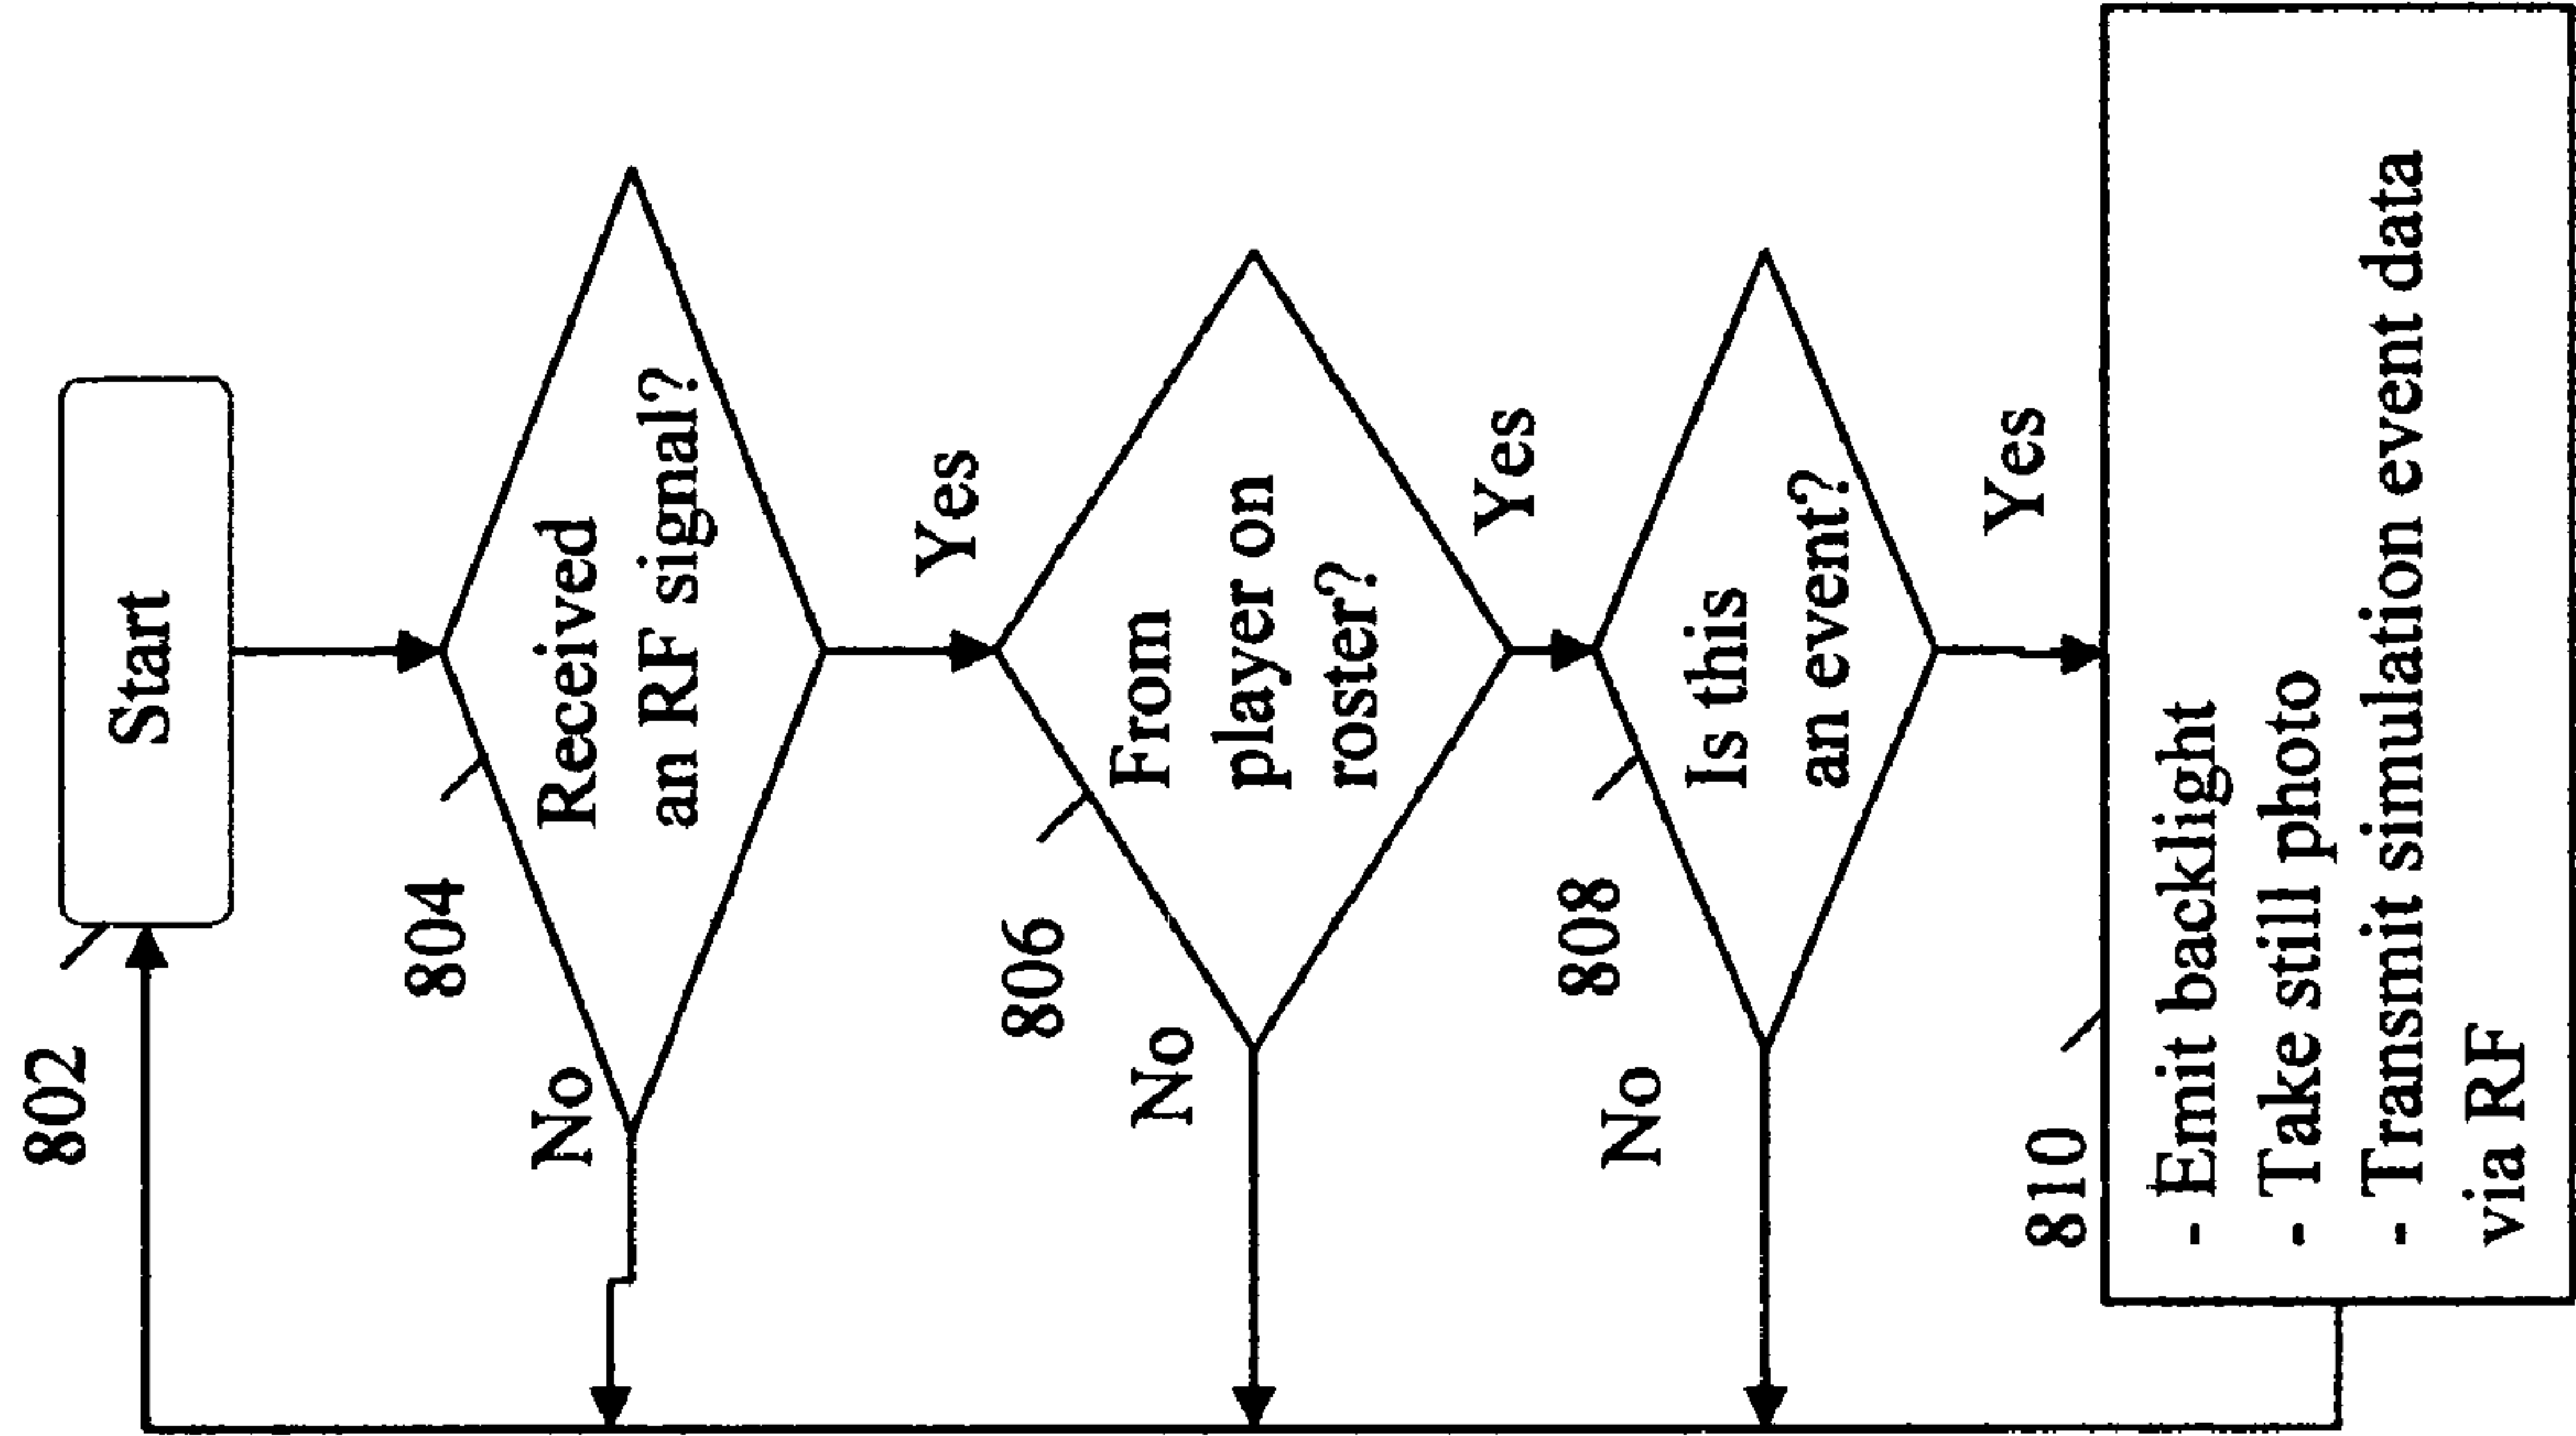 802
Start
804
Received
an RF signal?
No
Yes
806
From
player on
roster?
No
Yes
808
Is this
an event?
No
Yes
810
- Emit backlight
- Take still photo
- Transmit simulation event data
via RF